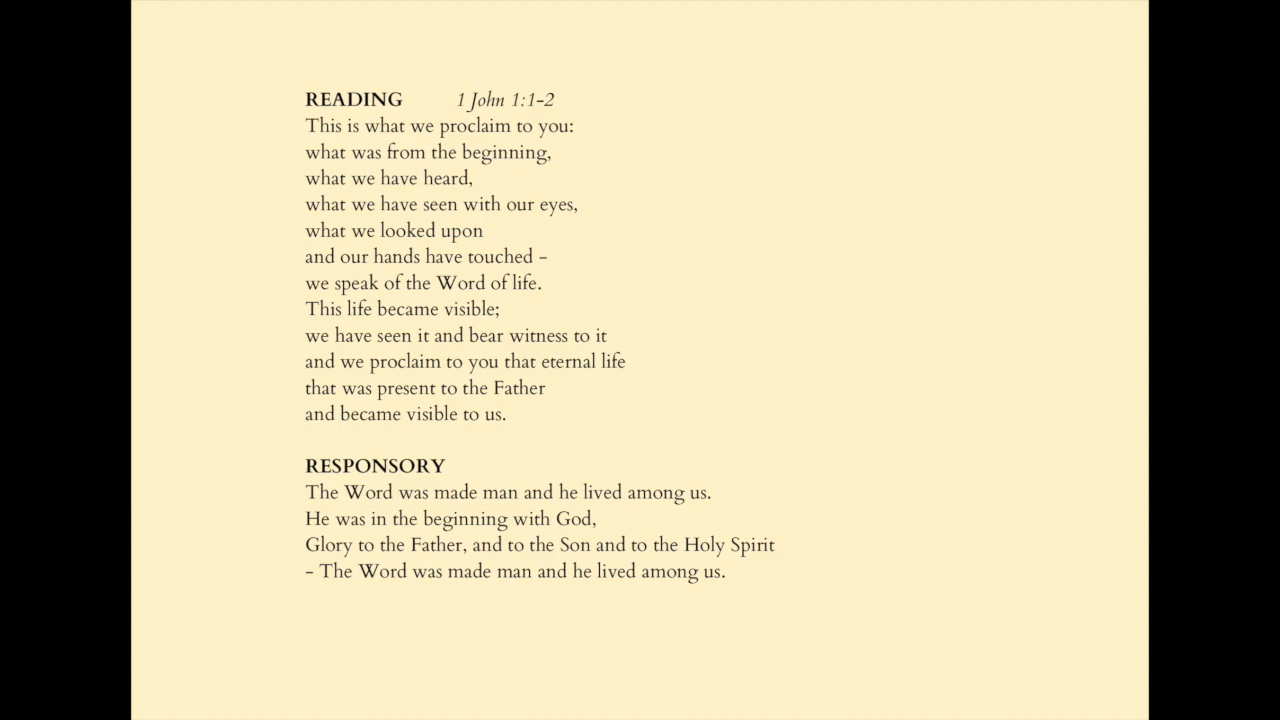 READING 1 John 1:1-2
This is what we proclaim to you:
what was from the beginning,
what we have heard,
what we have seen with our eyes,
what we looked upon
and our hands have touched -
we speak of the Word of life.
This life became visible;
we have seen it and bear witness to it
and we proclaim to you that eternal life
that was present to the Father
and became visible to us.
RESPONSORY
The Word was made man and he lived among us.
He was in the beginning with God,
Glory to the Father, and to the Son and to the Holy Spirit
- The Word was made man and he lived among us.